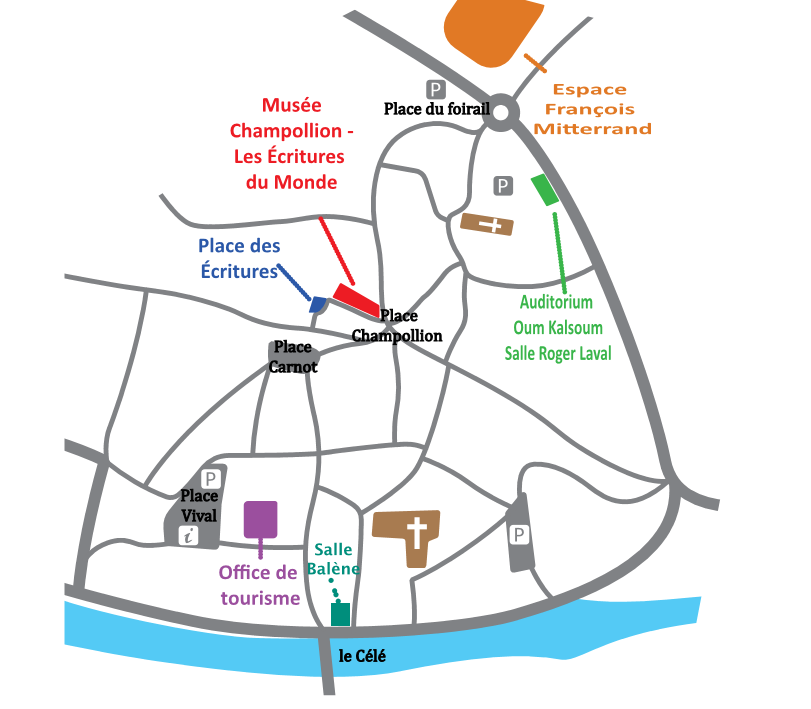 P
Place du foirail
Espace
François
Mitterrand
Musée
Champollion -
Les Écritures
du Monde
P
Place des
Écritures
Auditorium
Oum Kalsoum
Salle Roger Laval
Place
Champollion
Place
Carnot
P
Place
Vival
i
P
Salle
Balène
Office de
tourisme
le Célé